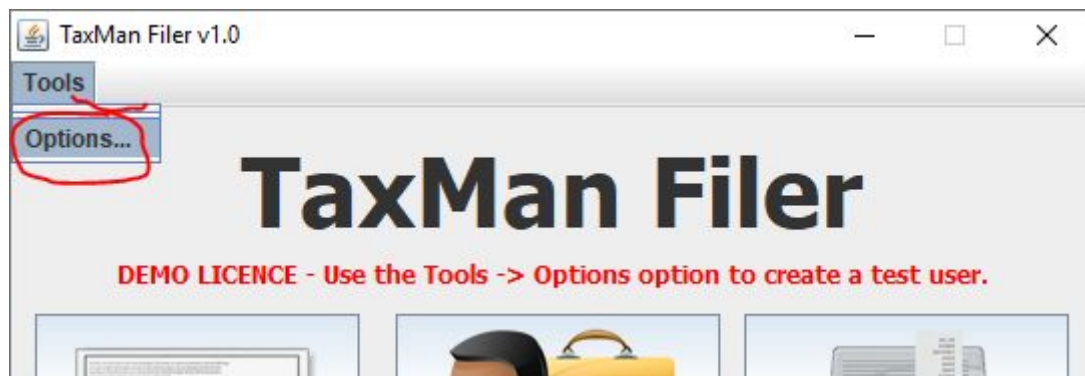 TaxMan Filer v1.0
Tools
Options...
TaxMan Filer
DEMO LICENCE - Use the Tools -> Options option to create a test user.